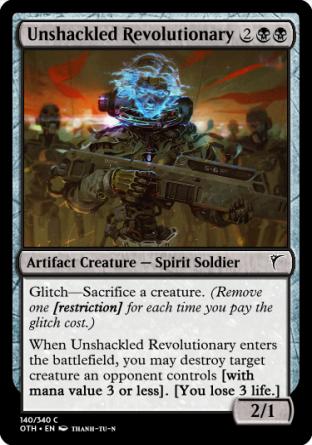 Unshackled Revolutionary 2
Artifact Creature — Spirit Soldier
Glitch—Sacrifice a creature. (Remove
one [restriction] for each time you pay the
glitch cost.)
When Unshackled Revolutionary enters
the battlefield, you may destroy target
creature an opponent controls [with
mana value 3 or less]. [You lose 3 life.]
2/1
140/340 C
OTH • EN THANH-TU-N